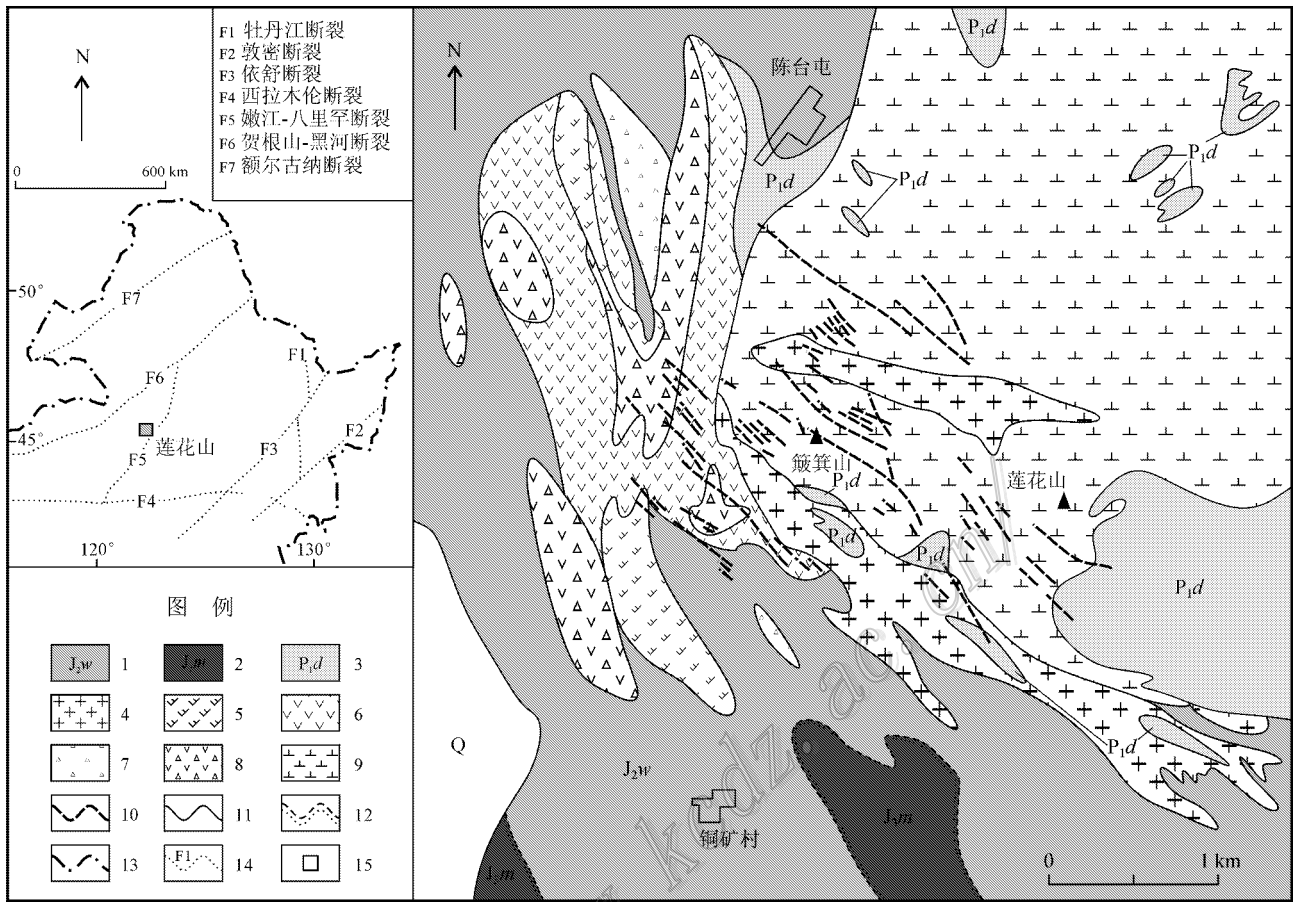 F1 牡丹江断裂
F2 敦密断裂
F3 依舒断裂
F4 西拉木伦断裂
F5 嫩江-八里罕断裂
F6 贺根山-黑河断裂
F7 额尔古纳断裂
N
0
600 km
50°
45°
120°
130°
F7
F6
F1
F2
F3
F5
F4
莲花山
图 例
J₂w 1
J₃m 2
P₁d 3
4
5
6
7
8
9
10
11
12
13
F1 14
15
N
陈台屯
P₁d
P₁d
P₁d
P₁d
簸箕山
P₁d
P₁d
P₁d
莲花山
P₁d
P₁d
Q
J₂w
铜矿村
J₃m
J₃m
0
1 km